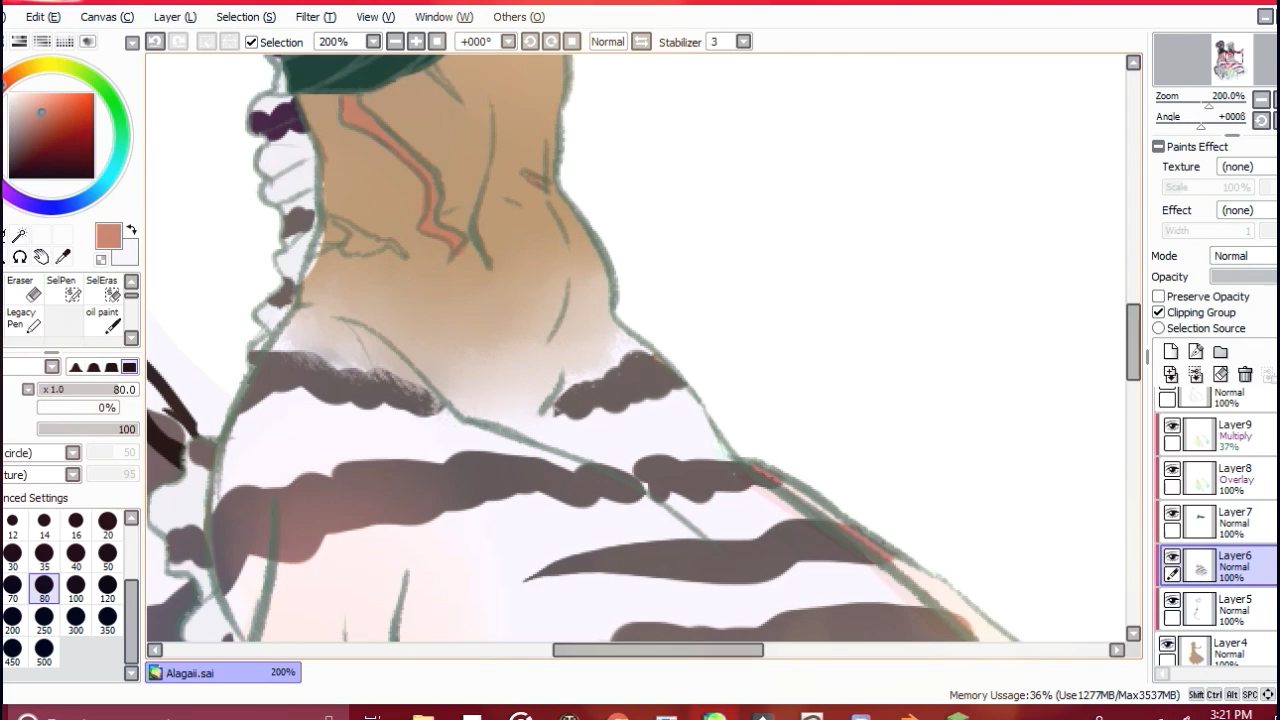 Edit (E) Canvas (C) Layer (L) Selection (S) Filter (T) View (V) Window (W) Others (O)
Selection 200% +000° Normal Stabilizer 3
Zoom 200.0%
Angle +000ß
Paints Effect
Texture (none)
Scale 100%
Effect (none)
Width 1
Mode Normal
Opacity
Preserve Opacity
Clipping Group
Selection Source
Normal
100%
Layer9
Multiply
37%
Layer8
Overlay
100%
Layer7
Normal
100%
Layer6
Normal
100%
Layer5
Normal
100%
Layer4
Normal
100%
Eraser SelPen SelEras
Legacy Pen oil paint
x 1.0 80.0
0%
100
circle) 50
ture) 95
nced Settings
12 14 16 20
30 35 40 50
70 80 100 120
200 250 300 350
450 500
Alagaii.sai 200%
Memory Ussage:36% (Use1277MB/Max3537MB) Shift Ctrl Alt SPC
3:21 PM